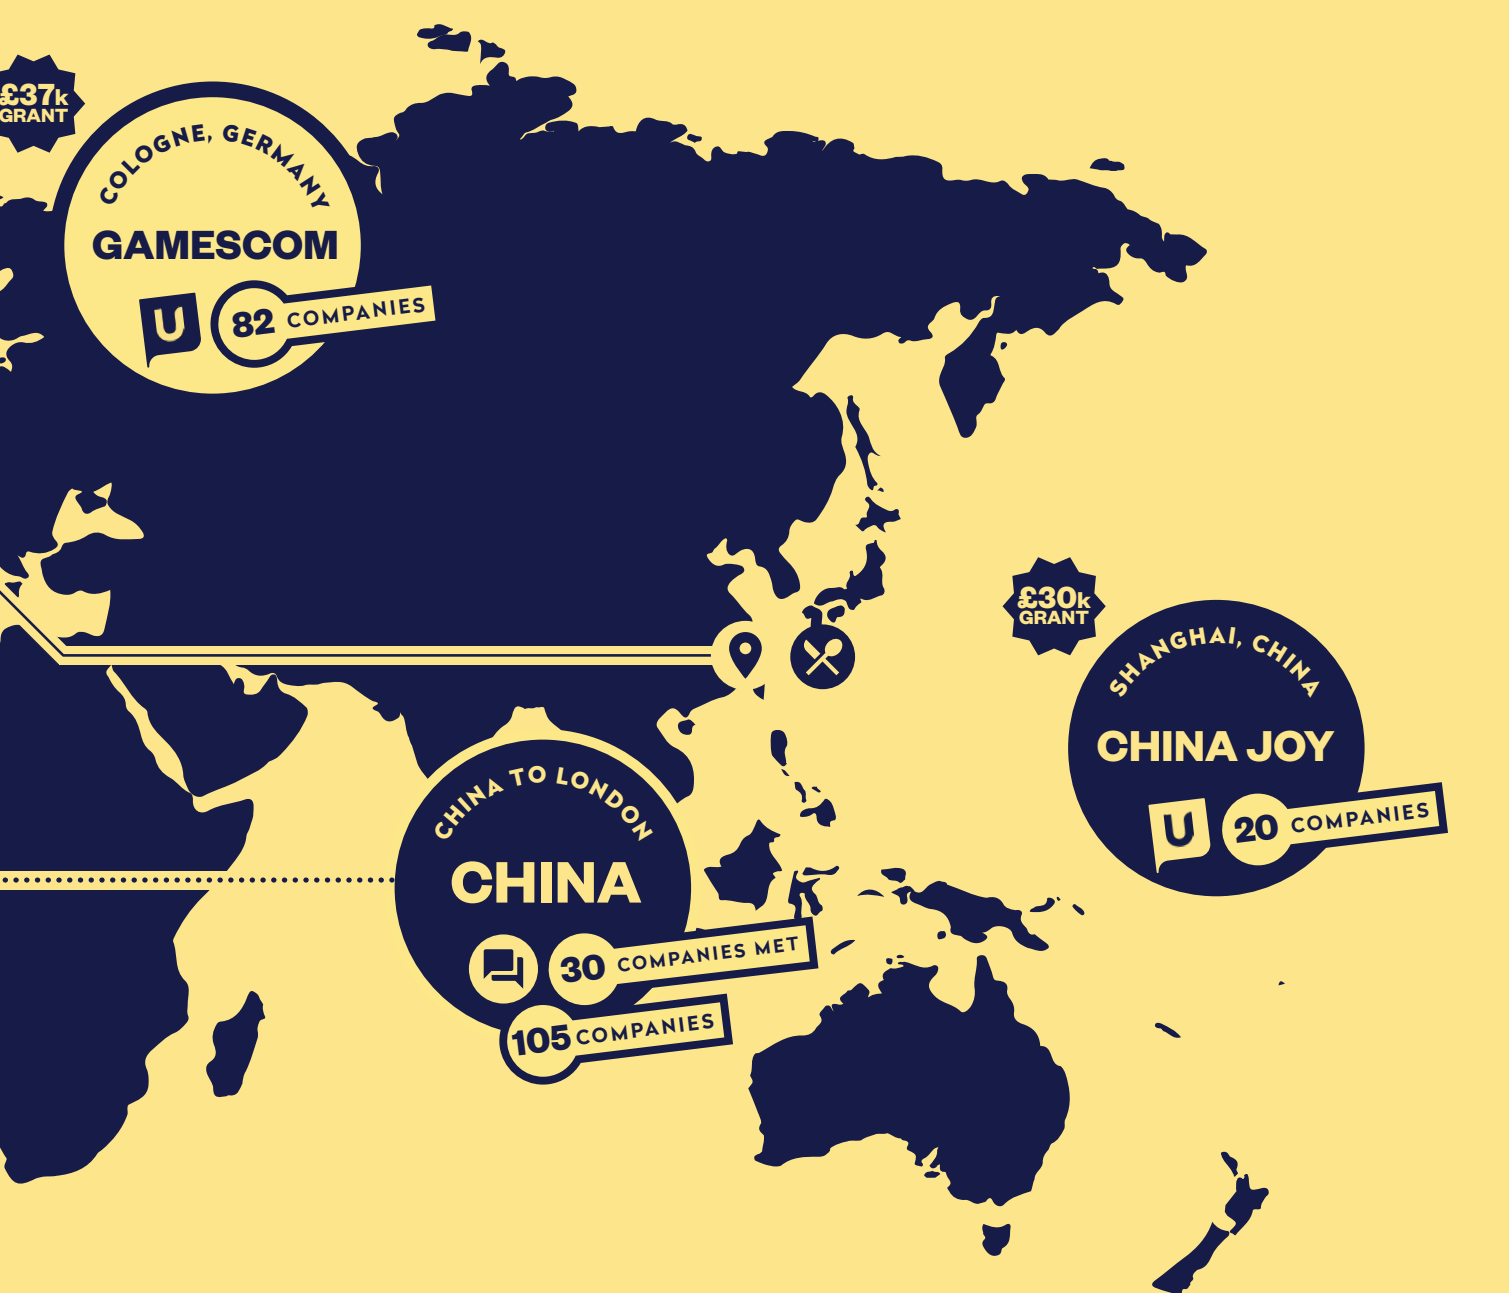 £37k
GRANT
COLOGNE, GERMANY
GAMESCOM
U
82 COMPANIES
£30k
GRANT
SHANGHAI, CHINA
CHINA JOY
U
20 COMPANIES
CHINA TO LONDON
CHINA
30 COMPANIES MET
105 COMPANIES